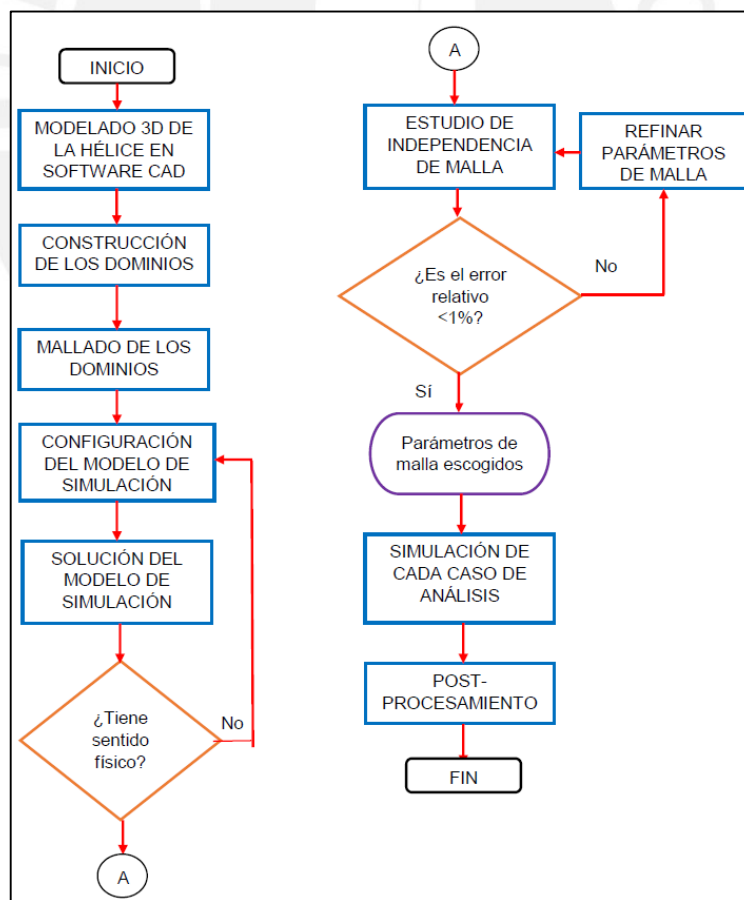 INICIO
MODELADO 3D DE
LA HÉLICE EN
SOFTWARE CAD
CONSTRUCCIÓN
DE LOS DOMINIOS
MALLADO DE LOS
DOMINIOS
CONFIGURACIÓN
DEL MODELO DE
SIMULACIÓN
SOLUCIÓN DEL
MODELO DE
SIMULACIÓN
¿Tiene
sentido
físico?
No
A
A
ESTUDIO DE
INDEPENDENCIA
DE MALLA
REFINAR
PARÁMETROS
DE MALLA
¿Es el error
relativo
<1%?
No
Sí
Parámetros de
malla escogidos
SIMULACIÓN DE
CADA CASO DE
ANÁLISIS
POST-
PROCESAMIENTO
FIN